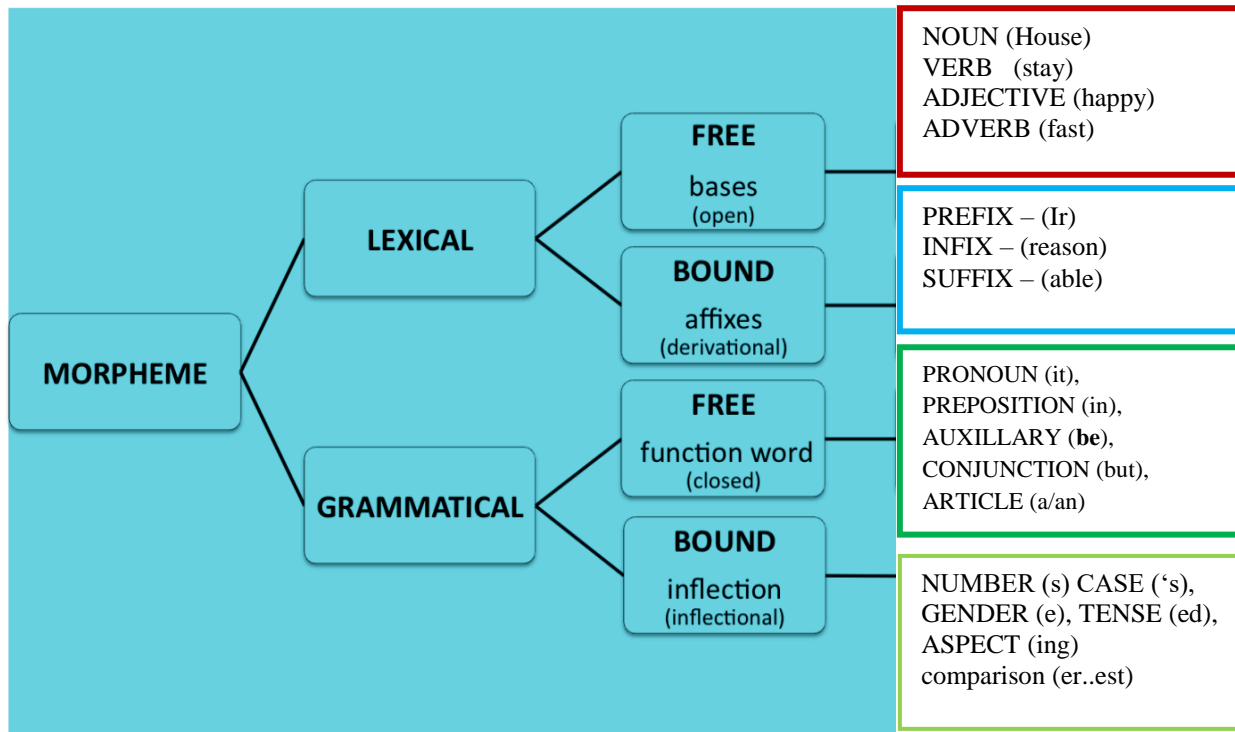 MORPHEME
LEXICAL
GRAMMATICAL
FREE
bases
(open)
BOUND
affixes
(derivational)
FREE
function word
(closed)
BOUND
inflection
(inflectional)
NOUN (House)
VERB (stay)
ADJECTIVE (happy)
ADVERB (fast)
PREFIX – (Ir)
INFIX – (reason)
SUFFIX – (able)
PRONOUN (it),
PREPOSITION (in),
AUXILLARY (be),
CONJUNCTION (but),
ARTICLE (a/an)
NUMBER (s) CASE (‘s),
GENDER (e), TENSE (ed),
ASPECT (ing)
comparison (er..est)